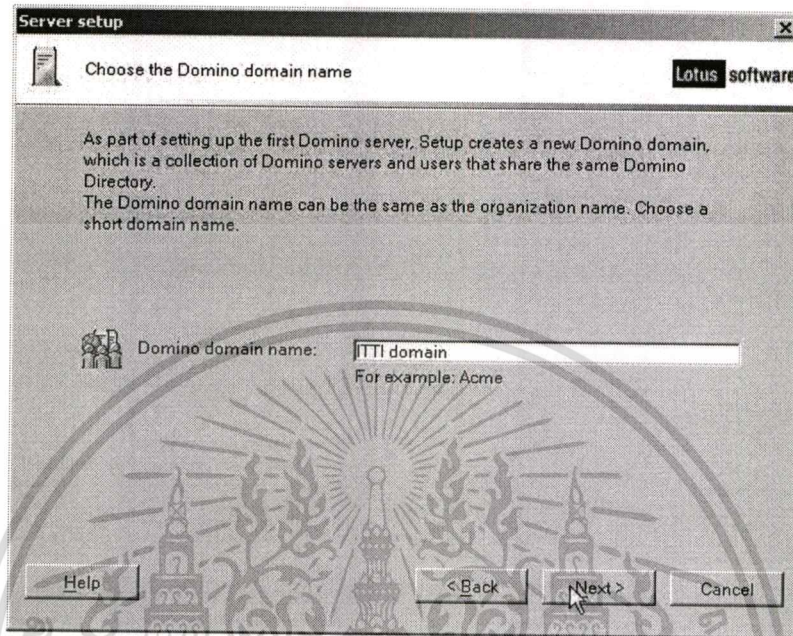 Server setup
Choose the Domino domain name
Lotus software
As part of setting up the first Domino server, Setup creates a new Domino domain,
which is a collection of Domino servers and users that share the same Domino
Directory.
The Domino domain name can be the same as the organization name. Choose a
short domain name.
Domino domain name:
ITTI domain
For example: Acme
Help
< Back
Next >
Cancel